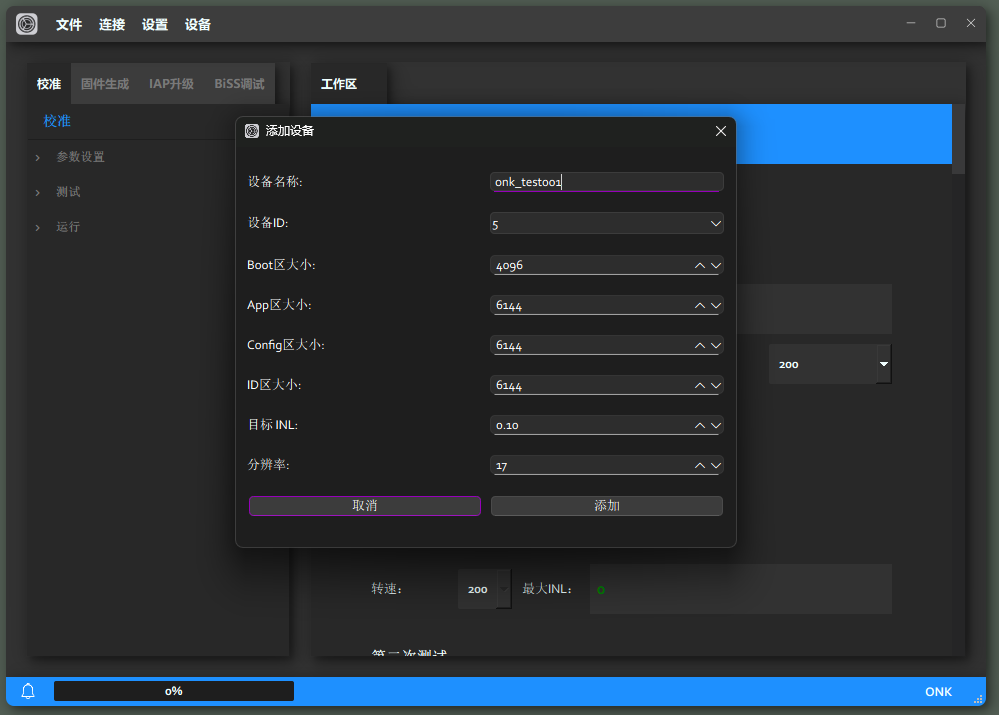 文件 连接 设置 设备
校准 固件生成 IAP升级 BiSS调试
工作区
校准
参数设置
测试
运行
添加设备
设备名称: onk_test001
设备ID: 5
Boot区大小: 4096
App区大小: 6144
Config区大小: 6144
ID区大小: 6144
目标 INL: 0.10
分辨率: 17
取消 添加
200
转速: 200 最大INL: 0
第二次测试
0% ONK